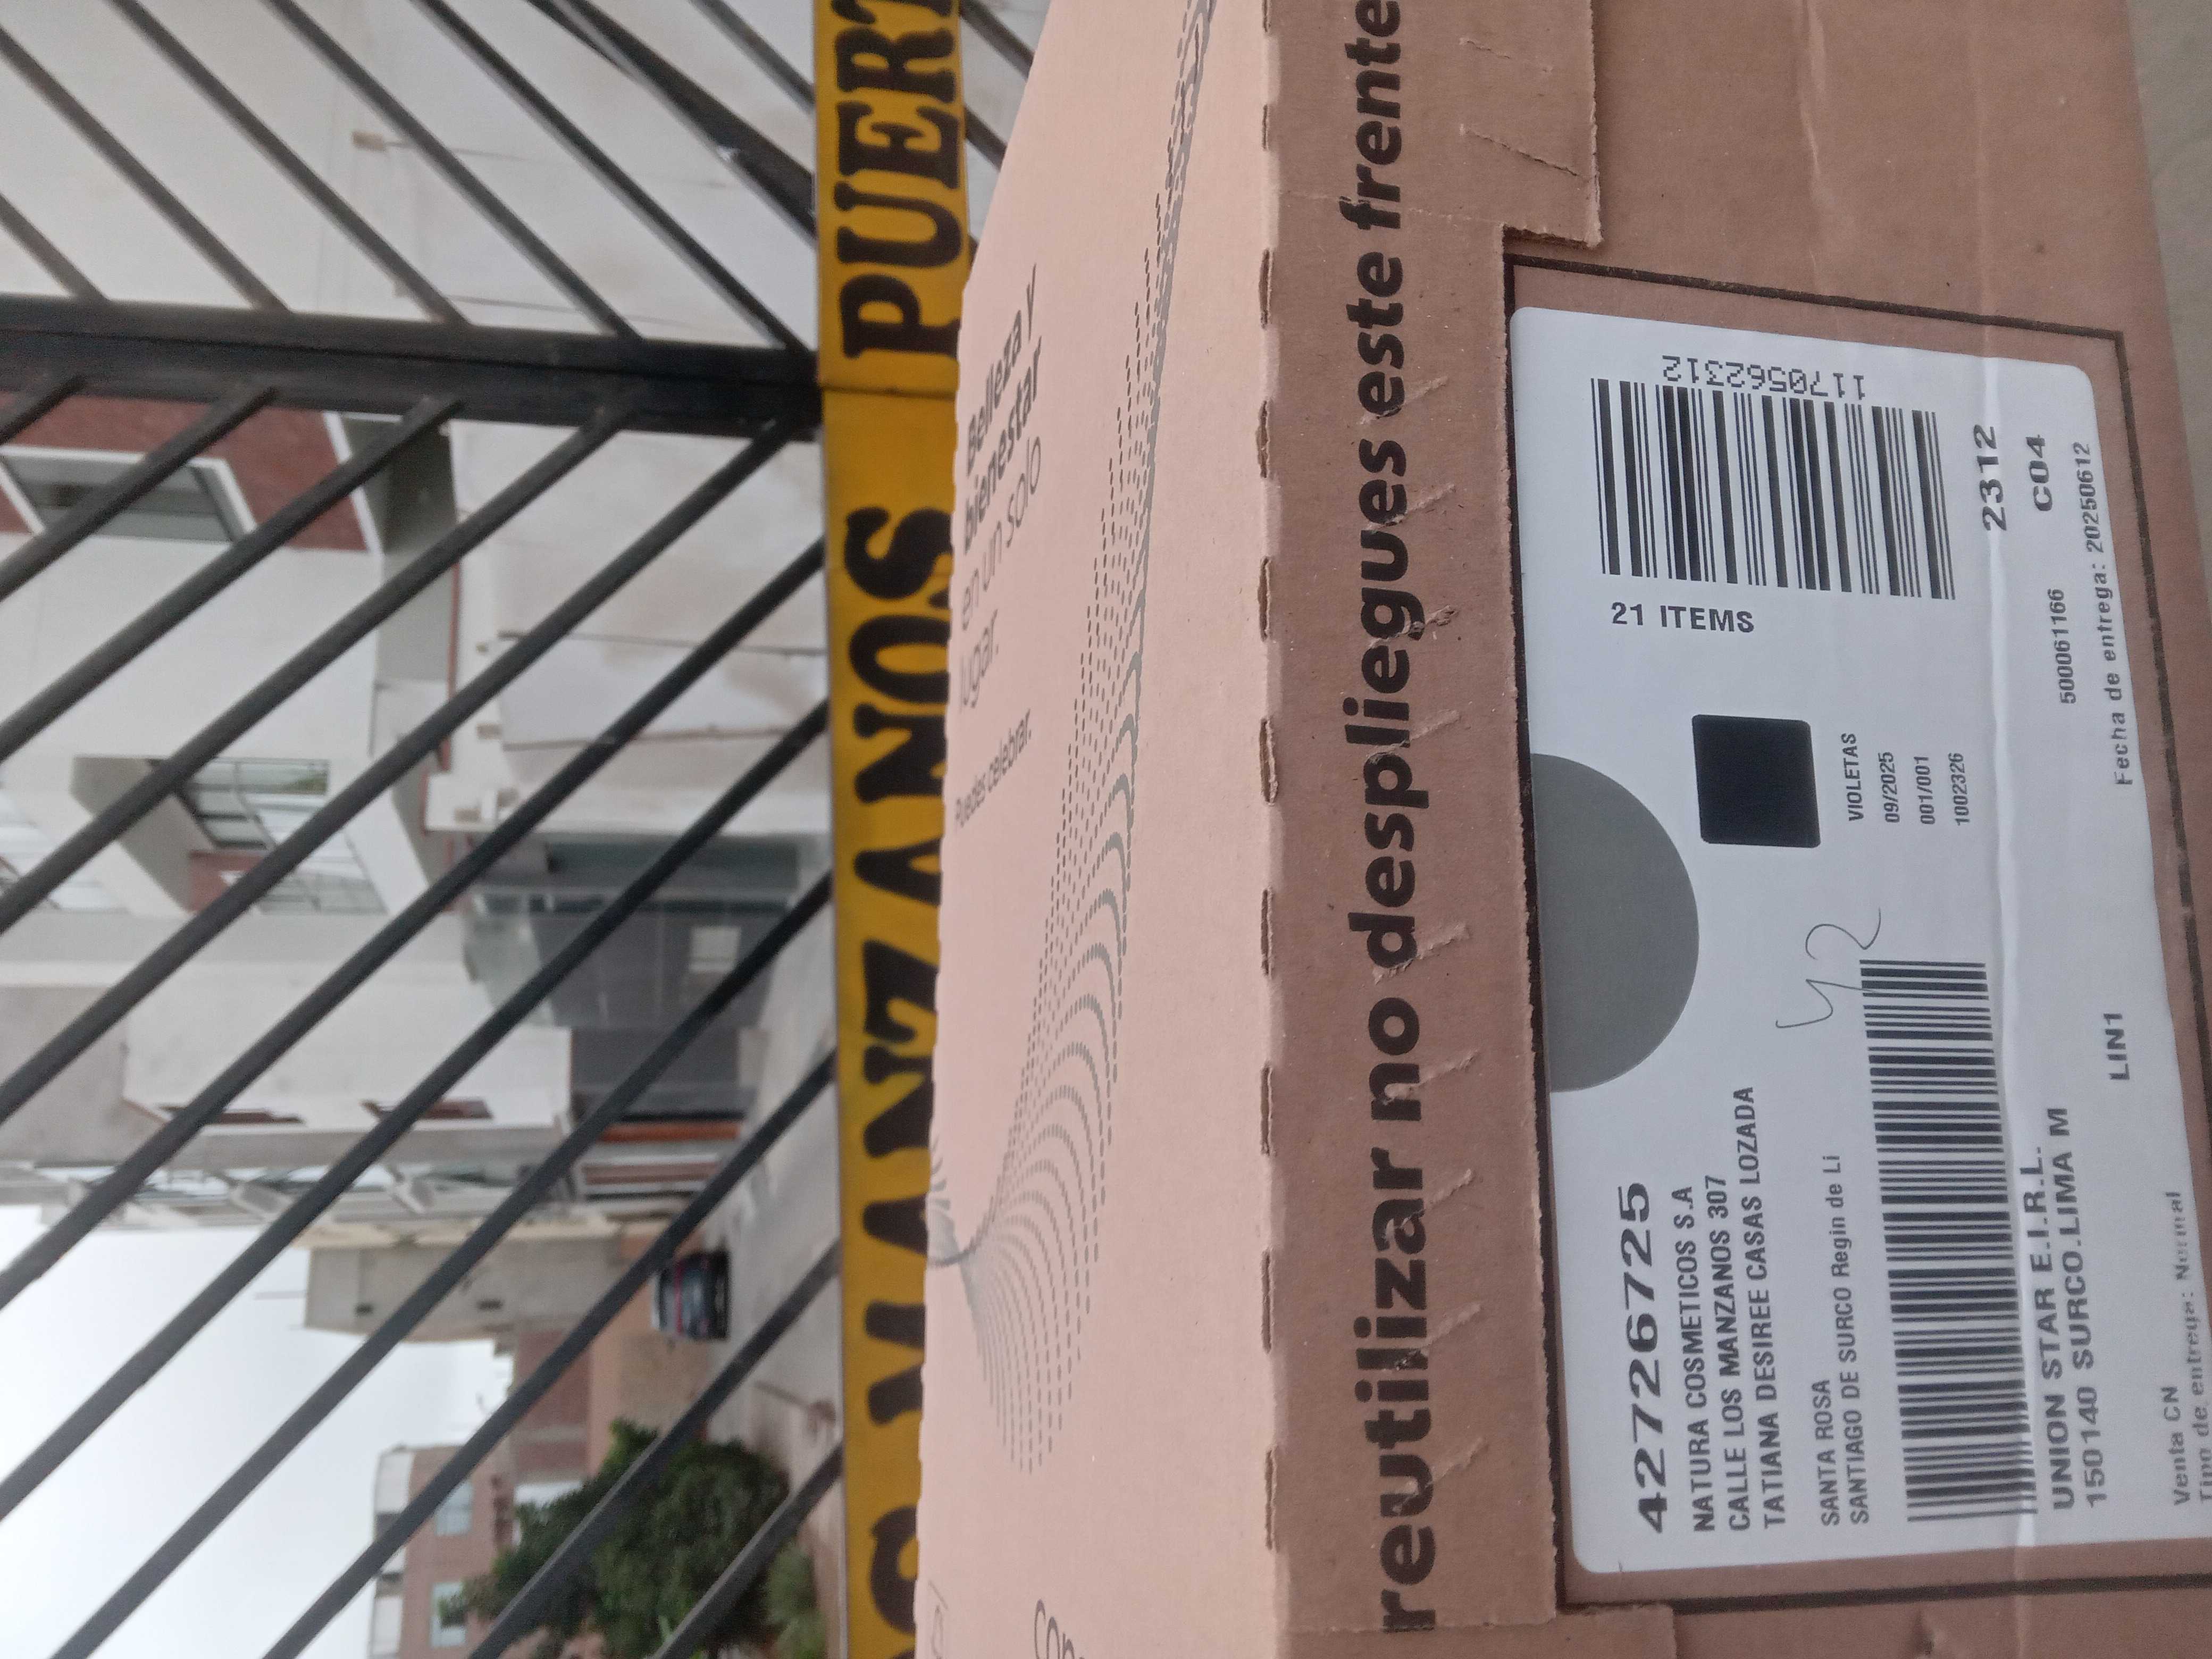 MANZANOS PUERT
Belleza y
bienestar
en un solo
lugar.
Puedes celebrar.
reutilizar no despliegues este frente
42726725
NATURA COSMETICOS S.A
CALLE LOS MANZANOS 307
TATIANA DESIREE CASAS LOZADA
SANTA ROSA
SANTIAGO DE SURCO Regin de Li
UNION STAR E.I.R.L.
150140 SURCO.LIMA M
LIN1
Venta CN
Tipo de entrega: Normal
42
VIOLETAS
09/2025
001/001
1002326
21 ITEMS
1170562312
2312
C04
500061166
Fecha de entrega: 20250612